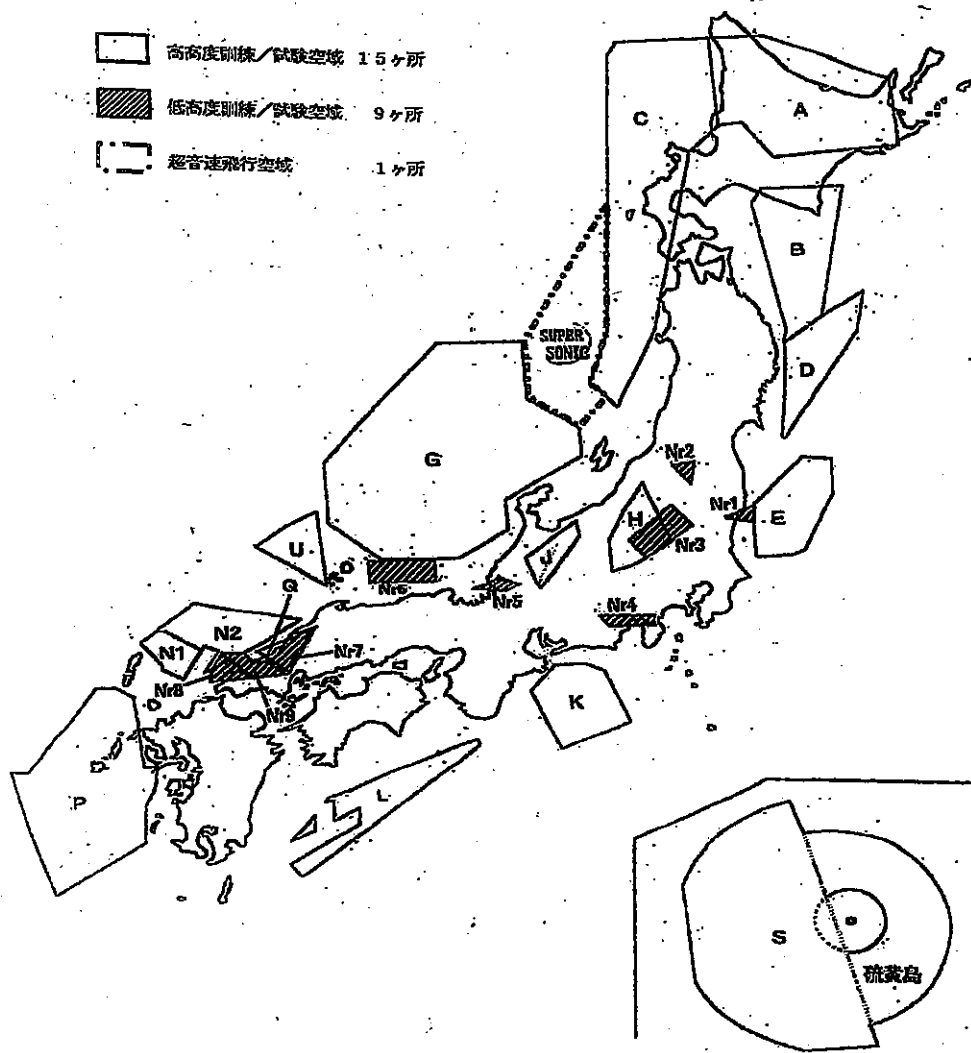 高高度訓練/試験空域 15ヶ所
低高度訓練/試験空域 9ヶ所
超音速飛行空域 1ヶ所
A
C
B
SUPER
SONIC
D
G
Nr2
Nr1
E
H
Nr3
U
J
Nr6
Nr5
Q
Nr4
N2
N1
Nr7
Nr8
K
Nr9
P
L
S
硫黄島